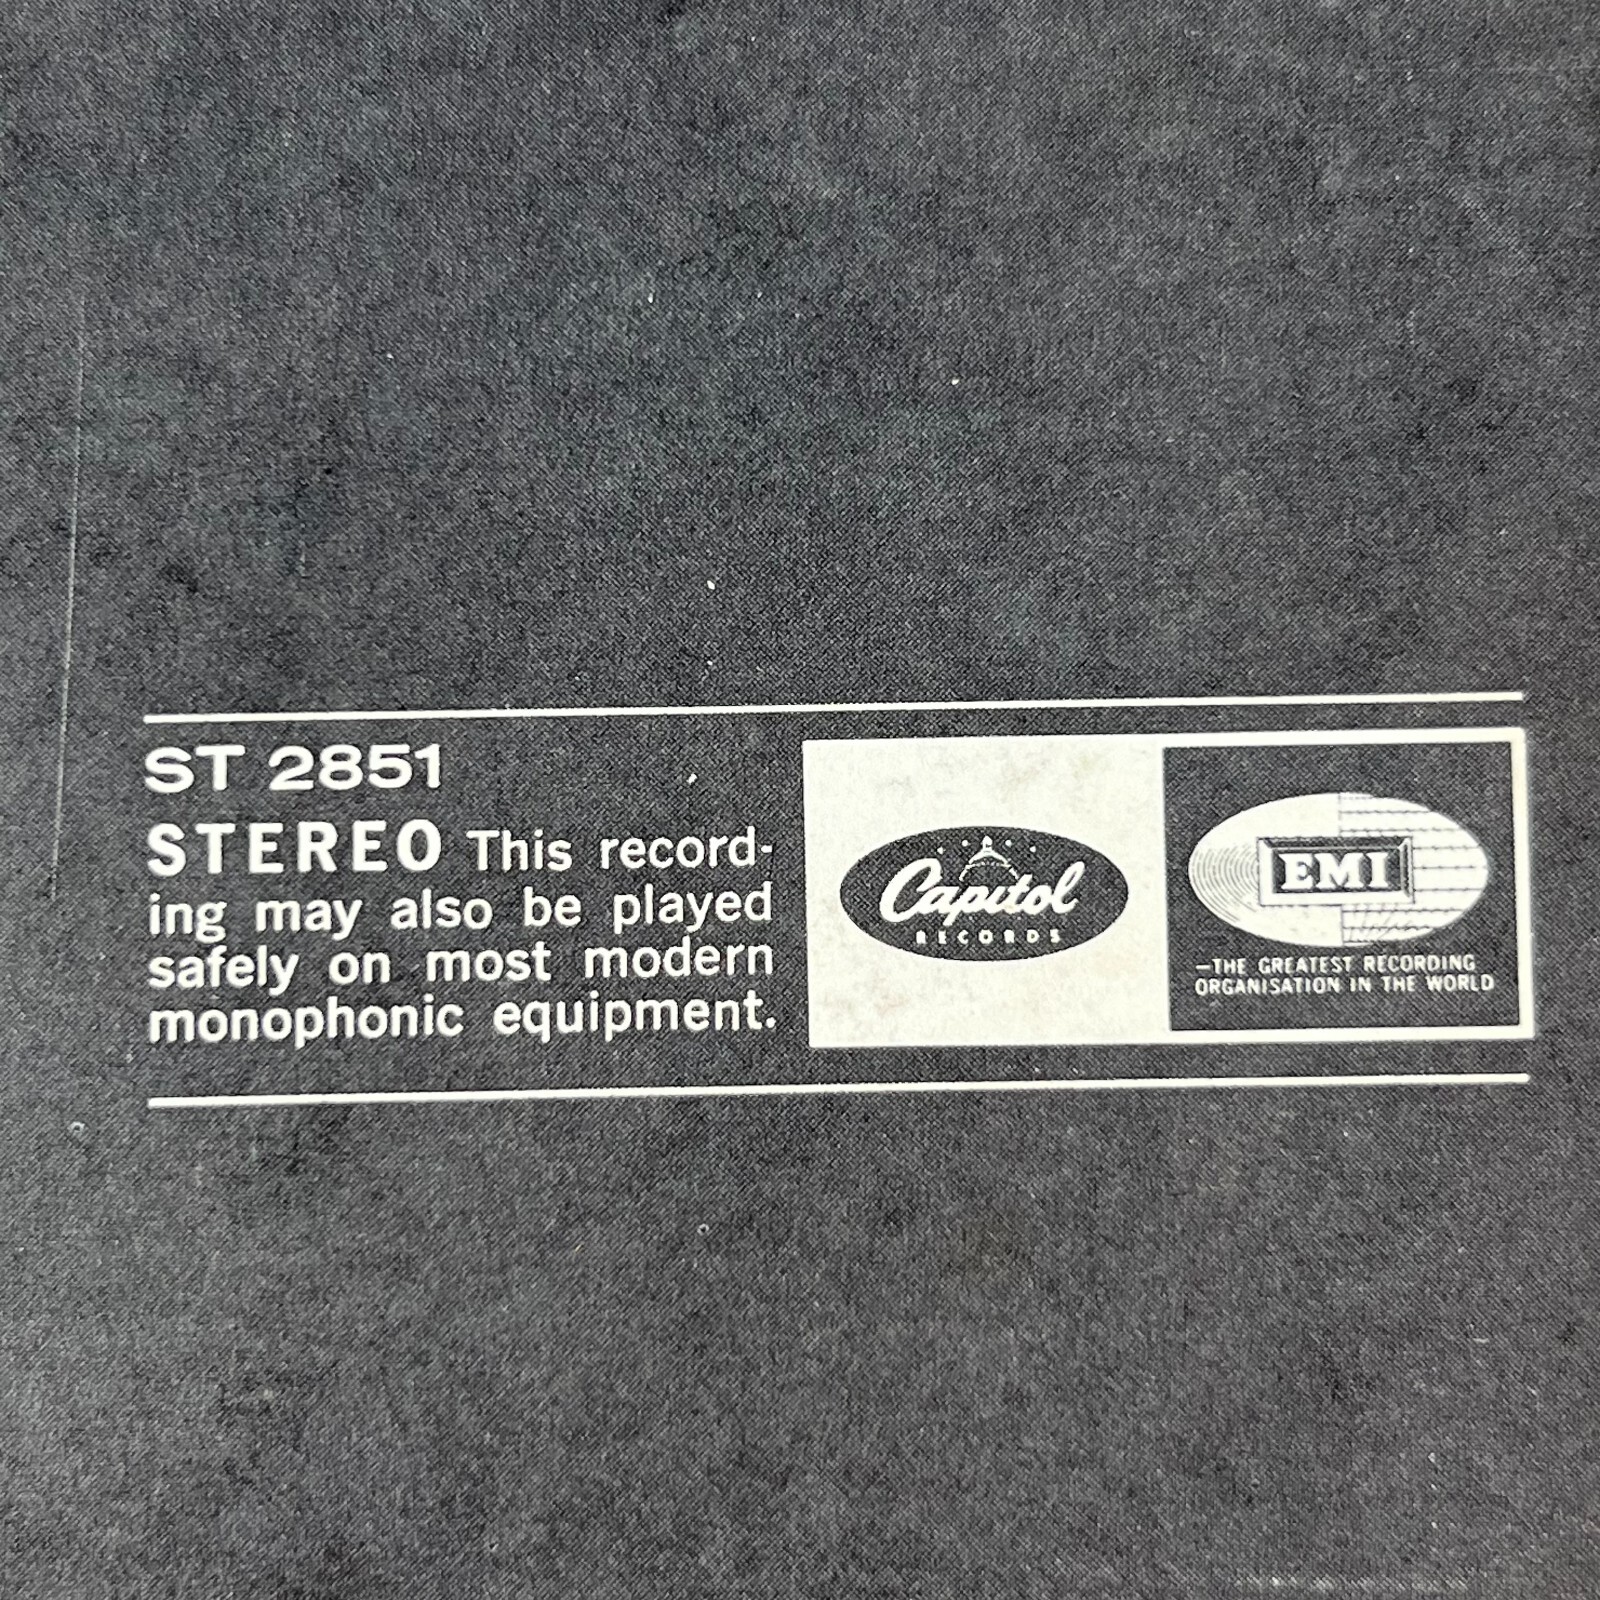 ST 2851
STEREO This record-
ing may also be played
safely on most modern
monophonic equipment.
Capitol
RECORDS
EMI
—THE GREATEST RECORDING
ORGANISATION IN THE WORLD